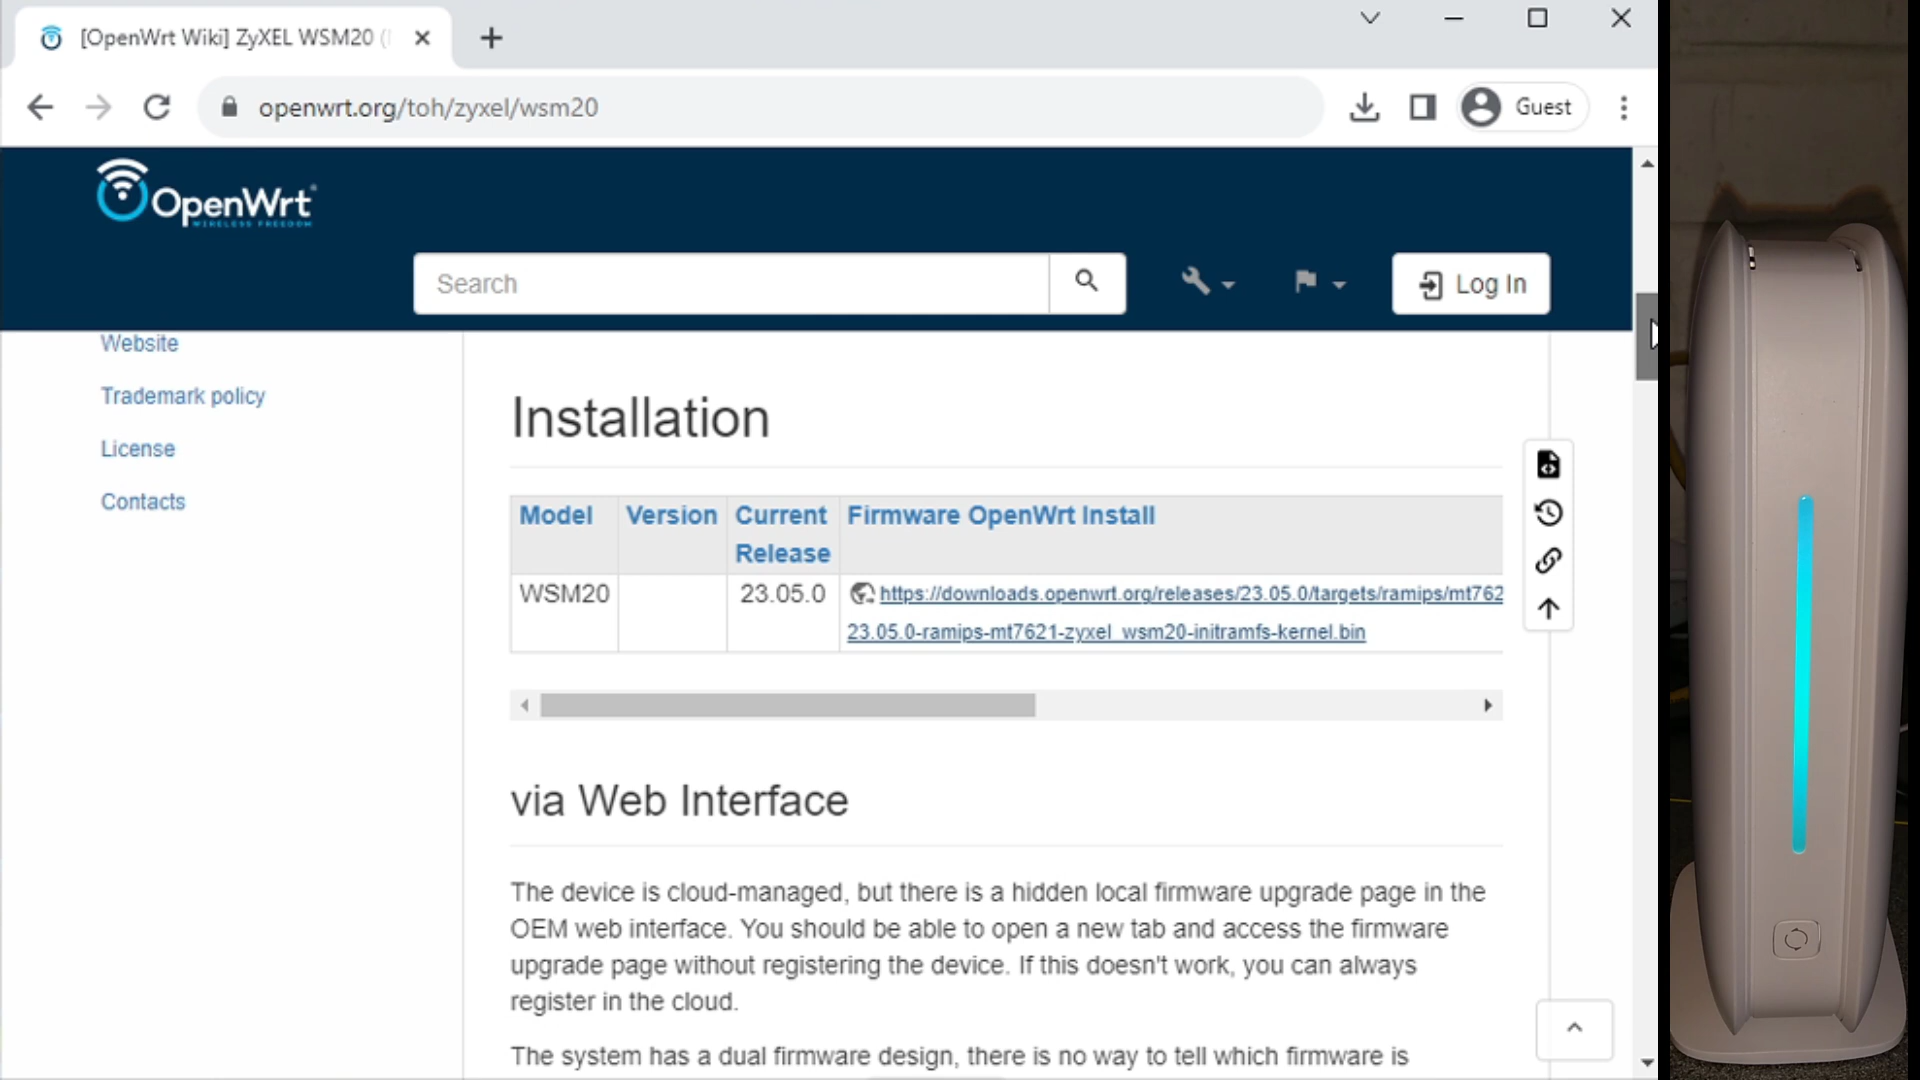 [OpenWrt Wiki] ZyXEL WSM20 (
openwrt.org/toh/zyxel/wsm20
Guest
OpenWrt
WIRELESS FREEDOM
Search
Log In
Website
Trademark policy
License
Contacts
Installation
Model Version Current Release Firmware OpenWrt Install
WSM20 23.05.0 https://downloads.openwrt.org/releases/23.05.0/targets/ramips/mt762
23.05.0-ramips-mt7621-zyxel_wsm20-initramfs-kernel.bin
via Web Interface
The device is cloud-managed, but there is a hidden local firmware upgrade page in the
OEM web interface. You should be able to open a new tab and access the firmware
upgrade page without registering the device. If this doesn't work, you can always
register in the cloud.
The system has a dual firmware design, there is no way to tell which firmware is